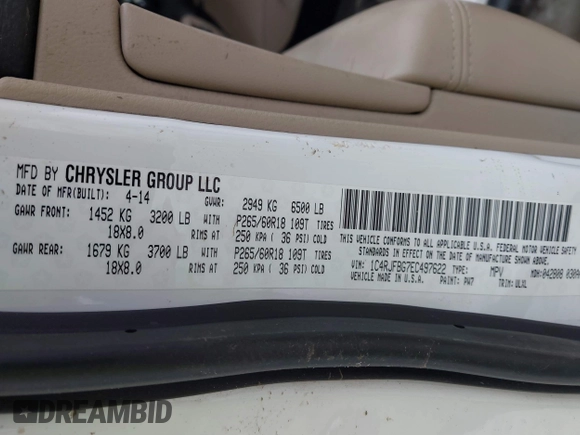 MFD BY CHRYSLER GROUP LLC
DATE OF MFR(BUILT): 4-14 GVWR: 2949 KG 6500 LB
GAWR FRONT: 1452 KG 3200 LB WITH P265/60R18 109T TIRES
18X8.0 RIMS AT 250 KPA ( 36 PSI) COLD
GAWR REAR: 1679 KG 3700 LB WITH P265/60R18 109T TIRES
18X8.0 RIMS AT 250 KPA ( 36 PSI) COLD
THIS VEHICLE CONFORMS TO ALL APPLICABLE U.S.A. FEDERAL MOTOR VEHICLE SAFETY
STANDARDS IN EFFECT ON THE DATE OF MANUFACTURE SHOWN ABOVE.
VIN: 1C4RJFBG7EC497622 TYPE: MPV
MADE IN U.S.A. PAINT: PW7 MDH: 042808
TRIM:
DREAMBID